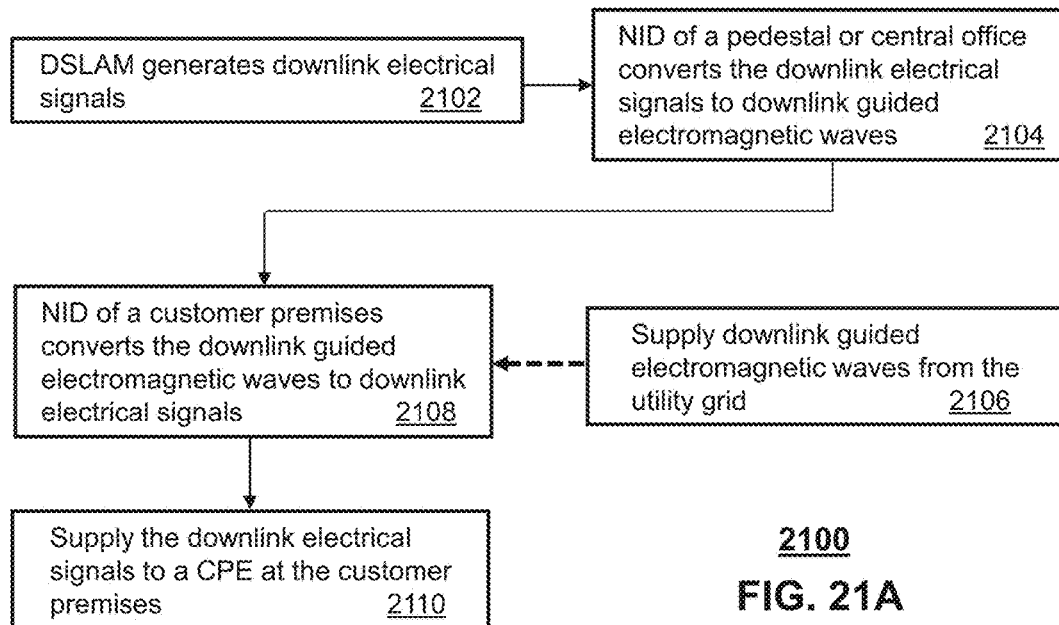 DSLAM generates downlink electrical
signals 2102
NID of a pedestal or central office
converts the downlink electrical
signals to downlink guided
electromagnetic waves 2104
NID of a customer premises
converts the downlink guided
electromagnetic waves to downlink
electrical signals 2108
Supply downlink guided
electromagnetic waves from the
utility grid 2106
Supply the downlink electrical
signals to a CPE at the customer
premises 2110
2100
FIG. 21A